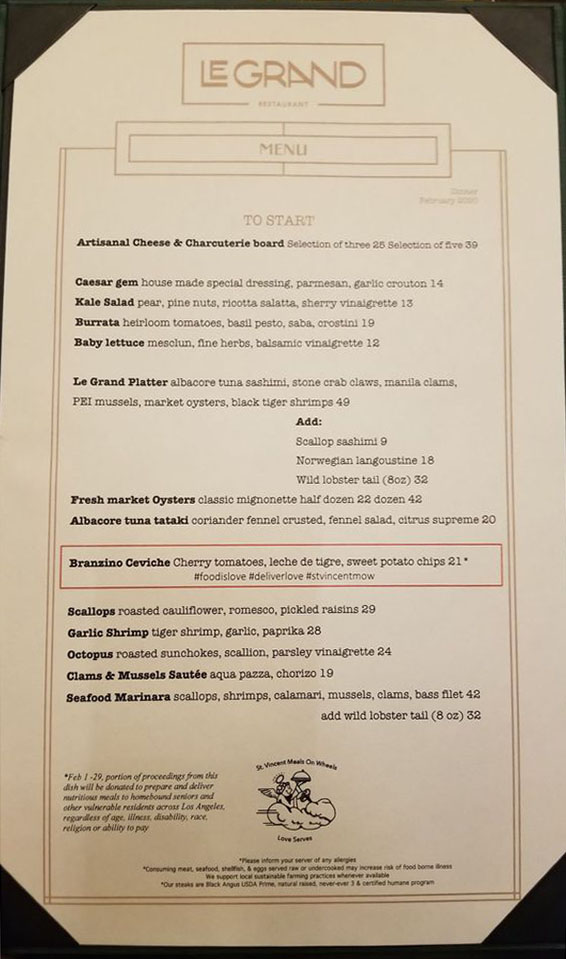 LE GRAND
RESTAURANT
MENU
Dinner
February 2020
TO START
Artisanal Cheese & Charcuterie board Selection of three 25 Selection of five 39
Caesar gem house made special dressing, parmesan, garlic crouton 14
Kale Salad pear, pine nuts, ricotta salatta, sherry vinaigrette 13
Burrata heirloom tomatoes, basil pesto, saba, crostini 19
Baby lettuce mesclun, fine herbs, balsamic vinaigrette 12
Le Grand Platter albacore tuna sashimi, stone crab claws, manila clams,
PEI mussels, market oysters, black tiger shrimps 49
Add:
Scallop sashimi 9
Norwegian langoustine 18
Wild lobster tail (8oz) 32
Fresh market Oysters classic mignonette half dozen 22 dozen 42
Albacore tuna tataki coriander fennel crusted, fennel salad, citrus supreme 20
Branzino Ceviche Cherry tomatoes, leche de tigre, sweet potato chips 21*
#foodislove #deliverlove #stvincentmow
Scallops roasted cauliflower, romesco, pickled raisins 29
Garlic Shrimp tiger shrimp, garlic, paprika 28
Octopus roasted sunchokes, scallion, parsley vinaigrette 24
Clams & Mussels Sautée aqua pazza, chorizo 19
Seafood Marinara scallops, shrimps, calamari, mussels, clams, bass filet 42
add wild lobster tail (8 oz) 32
*Feb 1 -29, portion of proceedings from this
dish will be donated to prepare and deliver
nutritious meals to homebound seniors and
other vulnerable residents across Los Angeles,
regardless of age, illness, disability, race,
religion or ability to pay
St. Vincent Meals On Wheels
Love Serves
*Please inform your server of any allergies
*Consuming meat, seafood, shellfish, & eggs served raw or undercooked may increase risk of food borne illness
We support local sustainable farming practices whenever available
*Our steaks are Black Angus USDA Prime, natural raised, never-ever 3 & certified humane program